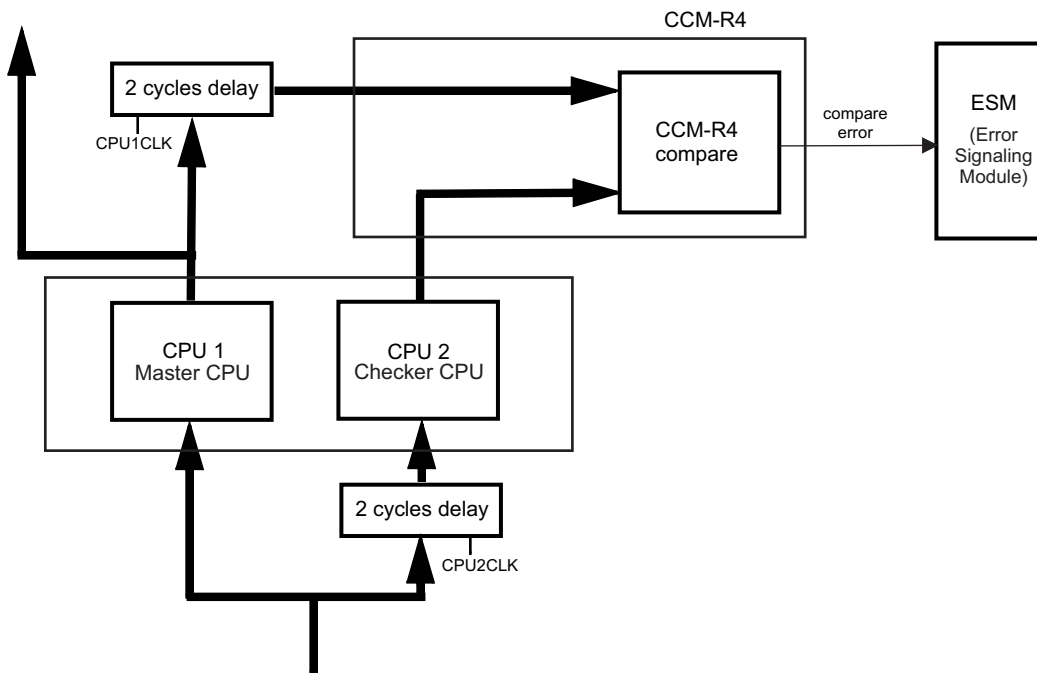 CCM-R4
2 cycles delay
CPU1CLK
CCM-R4
compare
compare
error
ESM
(Error
Signaling
Module)
CPU 1
Master CPU
CPU 2
Checker CPU
2 cycles delay
CPU2CLK